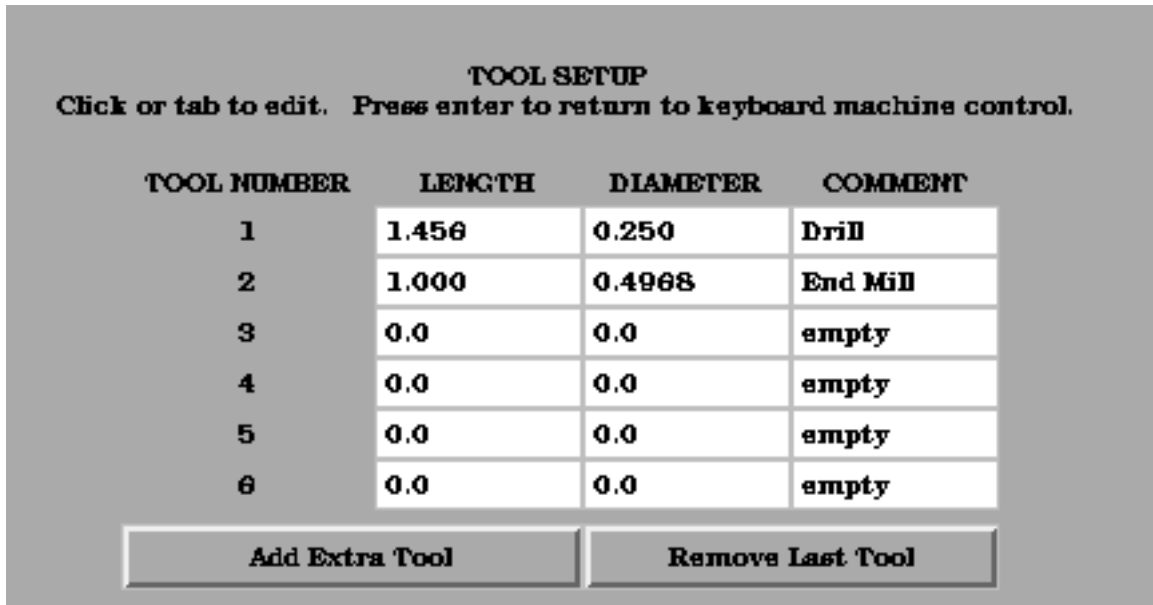 TOOL SETUP
Click or tab to edit. Press enter to return to keyboard machine control.
TOOL NUMBER LENGTH DIAMETER COMMENT
1 1.456 0.250 Drill
2 1.000 0.4968 End Mill
3 0.0 0.0 empty
4 0.0 0.0 empty
5 0.0 0.0 empty
6 0.0 0.0 empty
Add Extra Tool Remove Last Tool